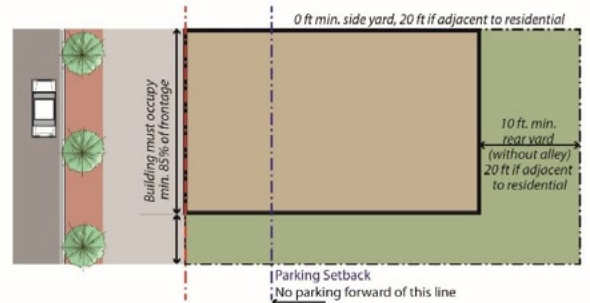 0 ft min. side yard, 20 ft if adjacent to residential
Building must occupy
min. 85% of frontage
10 ft. min.
rear yard
(without alley)
20 ft if adjacent
to residential
Parking Setback
No parking forward of this line